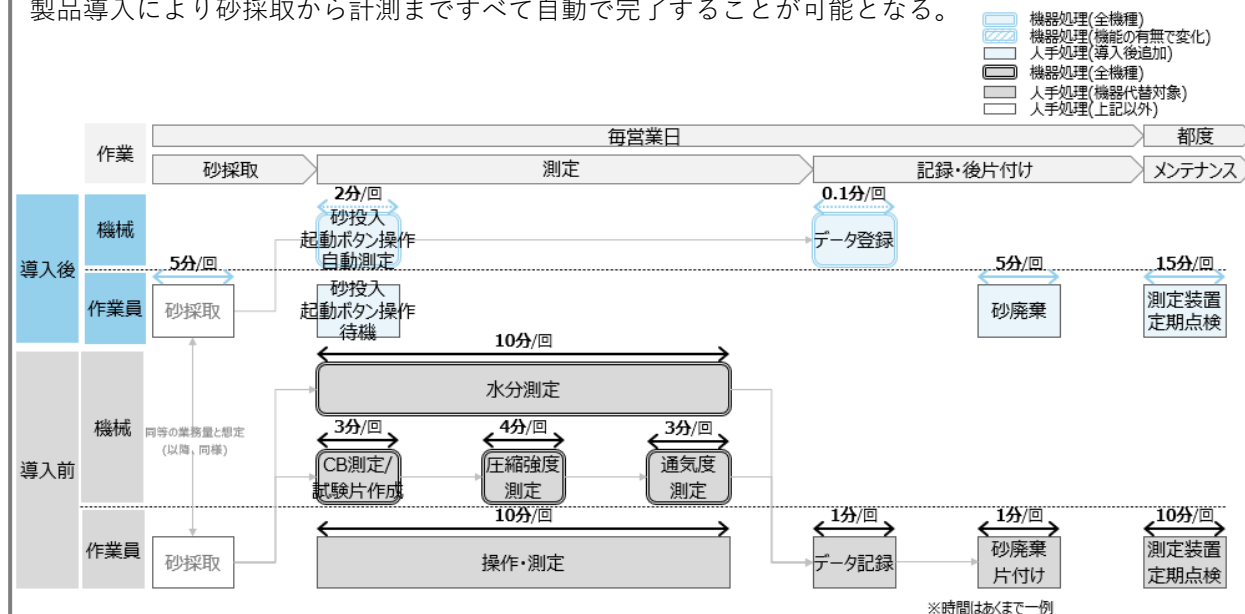 製品導入により砂採取から計測まですべて自動で完了することが可能となる。
機器処理(全機種)
機器処理(機能の有無で変化)
人手処理(導入後追加)
機器処理(全機種)
人手処理(機器代替対象)
人手処理(上記以外)
作業
毎営業日
都度
砂採取
測定
記録・後片付け
メンテナンス
導入後
機械
2分/回
砂投入
起動ボタン操作
自動測定
0.1分/回
データ登録
作業員
5分/回
砂採取
砂投入
起動ボタン操作
待機
5分/回
砂廃棄
15分/回
測定装置
定期点検
同等の業務量と想定
(以降、同様)
導入前
機械
10分/回
水分測定
3分/回
CB測定/
試験片作成
4分/回
圧縮強度
測定
3分/回
通気度
測定
作業員
砂採取
10分/回
操作・測定
1分/回
データ記録
1分/回
砂廃棄
片付け
10分/回
測定装置
定期点検
※時間はあくまで一例